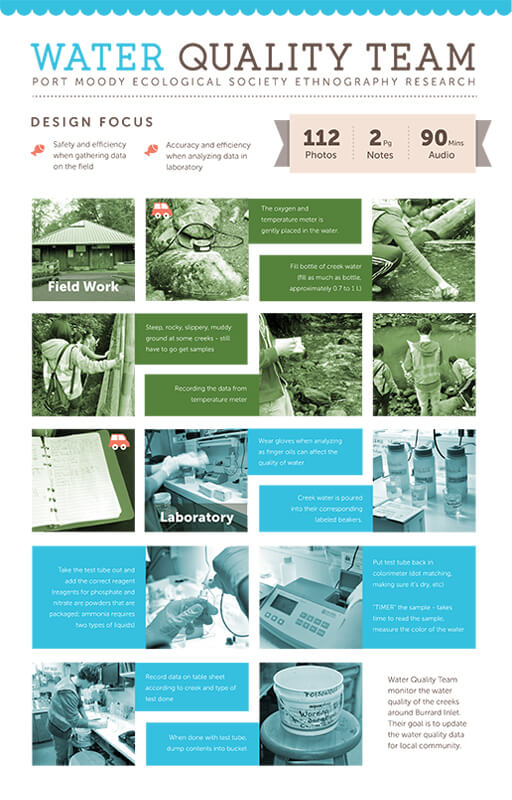 WATER QUALITY TEAM
PORT MOODY ECOLOGICAL SOCIETY ETHNOGRAPHY RESEARCH
DESIGN FOCUS
Safety and efficiency
when gathering data
on the field
Accuracy and efficiency
when analyzing data in
laboratory
112
Photos
2 Pg
Notes
90 Mins
Audio
Field Work
The oxygen and
temperature meter is
gently placed in the water.
Fill bottle of creek water
(fill as much as bottle,
approximately 0.7 to 1 L)
Steep, rocky, slippery, muddy
ground at some creeks - still
have to go get samples
Recording the data from
temperature meter
Laboratory
Wear gloves when analyzing
as finger oils can affect the
quality of water
Creek water is poured
into their corresponding
labeled beakers.
Take the test tube out and
add the correct reagent
(reagents for phosphate and
nitrate are powders that are
packaged; ammonia requires
two types of liquids)
Put test tube back in
colorimeter (dot matching,
making sure it's dry, etc)
"TIMER" the sample - takes
time to read the sample,
measure the color of the water
Record data on table sheet
according to creek and type of
test done
When done with test tube,
dump contents into bucket
Water Quality Team
monitor the water
quality of the creeks
around Burrard Inlet.
Their goal is to update
the water quality data
for local community.